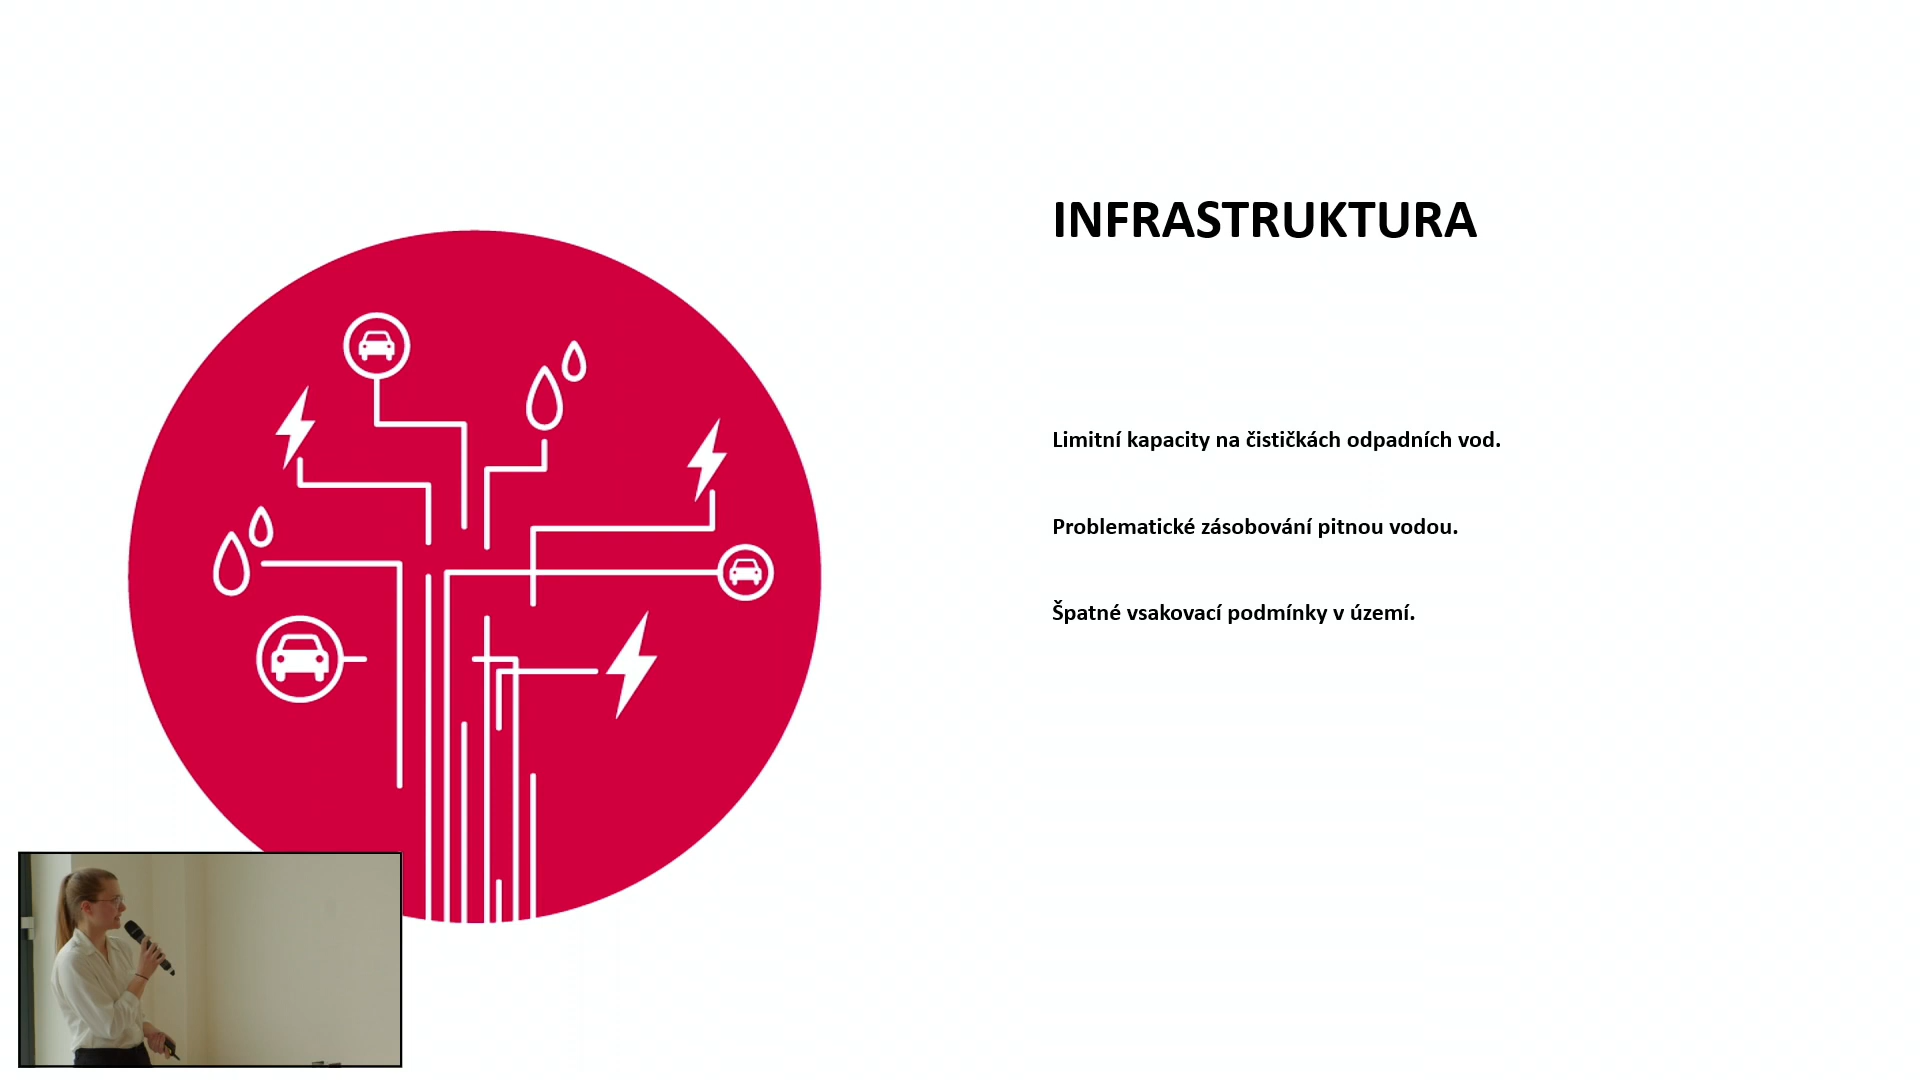 INFRASTRUKTURA
Limitní kapacity na čističkách odpadních vod.
Problematické zásobování pitnou vodou.
Špatné vsakovací podmínky v území.